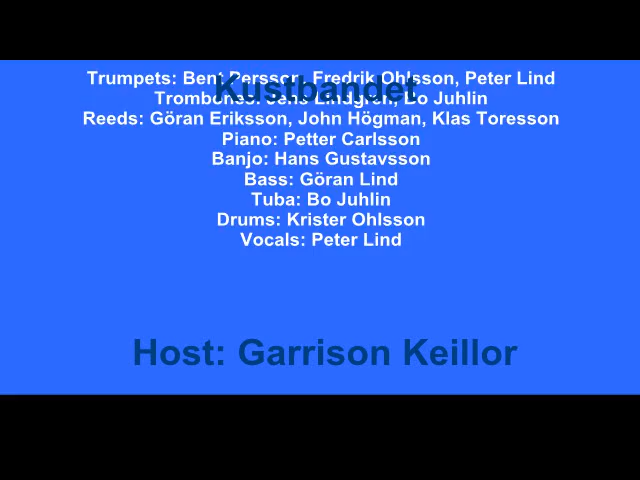 Kustbandet
Trumpets: Bent Persson, Fredrik Ohlsson, Peter Lind
Trombones: Jens Lindgren, Bo Juhlin
Reeds: Göran Eriksson, John Högman, Klas Toresson
Piano: Petter Carlsson
Banjo: Hans Gustavsson
Bass: Göran Lind
Tuba: Bo Juhlin
Drums: Krister Ohlsson
Vocals: Peter Lind
Host: Garrison Keillor